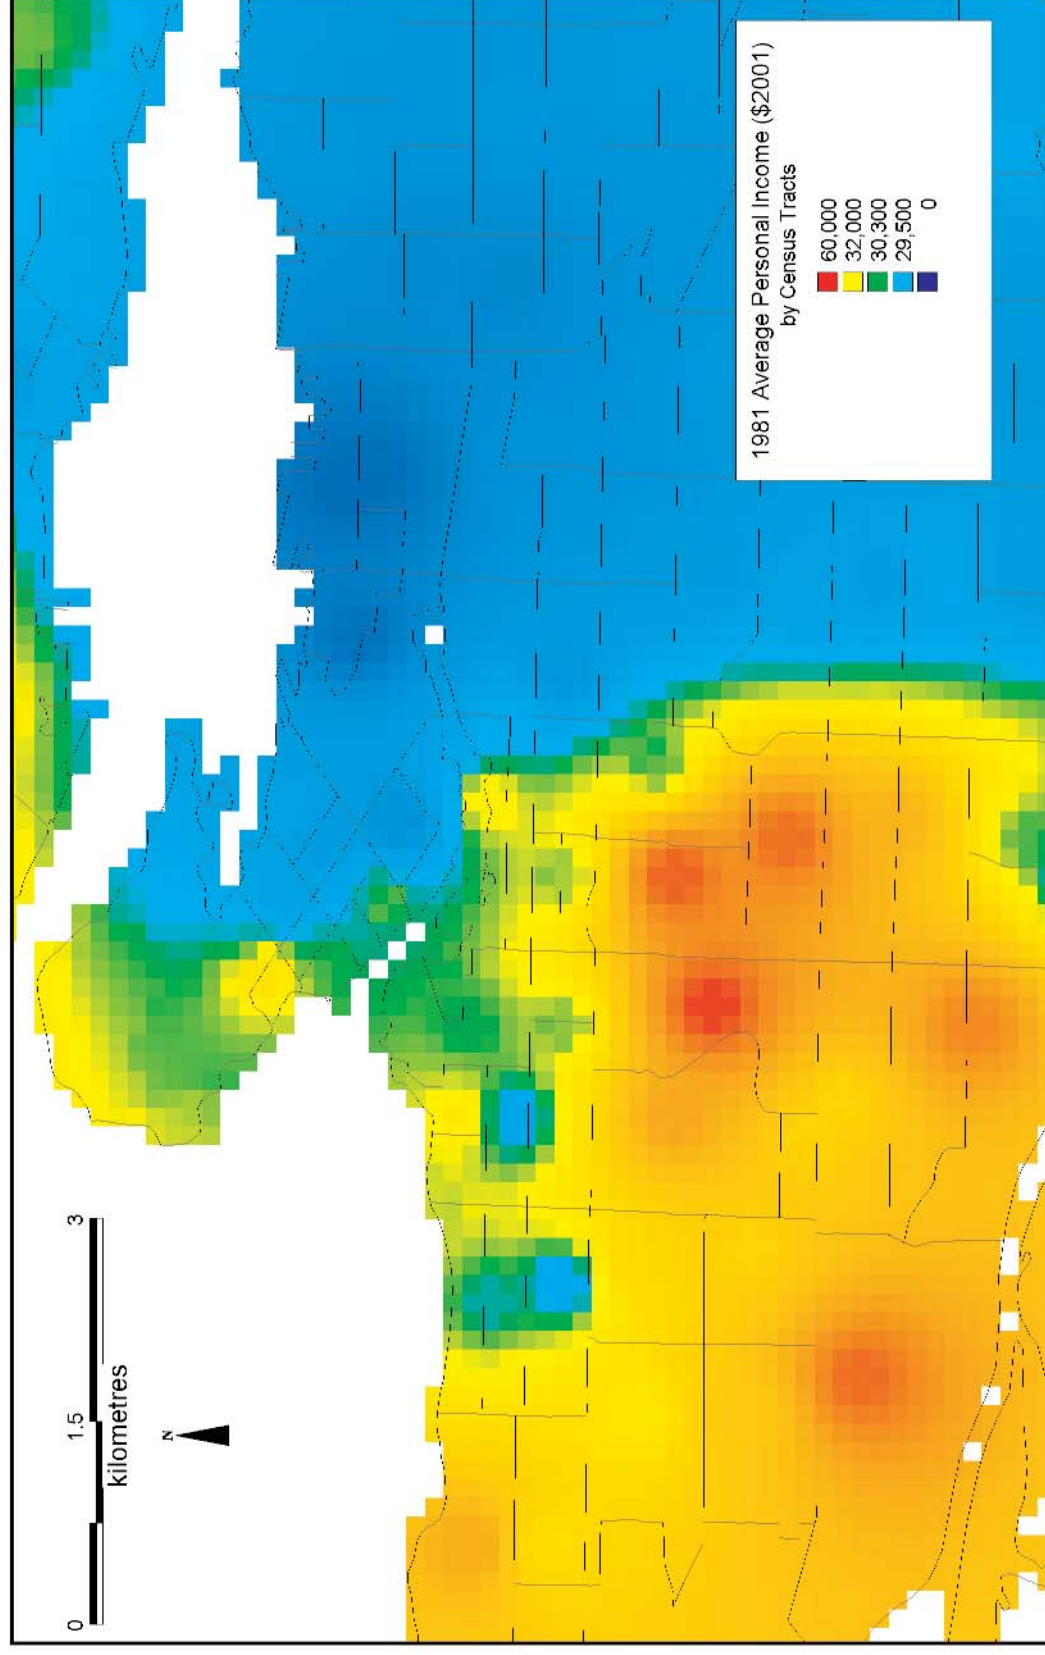 0 1.5 3
kilometres
N
1981 Average Personal Income ($2001)
by Census Tracts
60,000
32,000
30,300
29,500
0